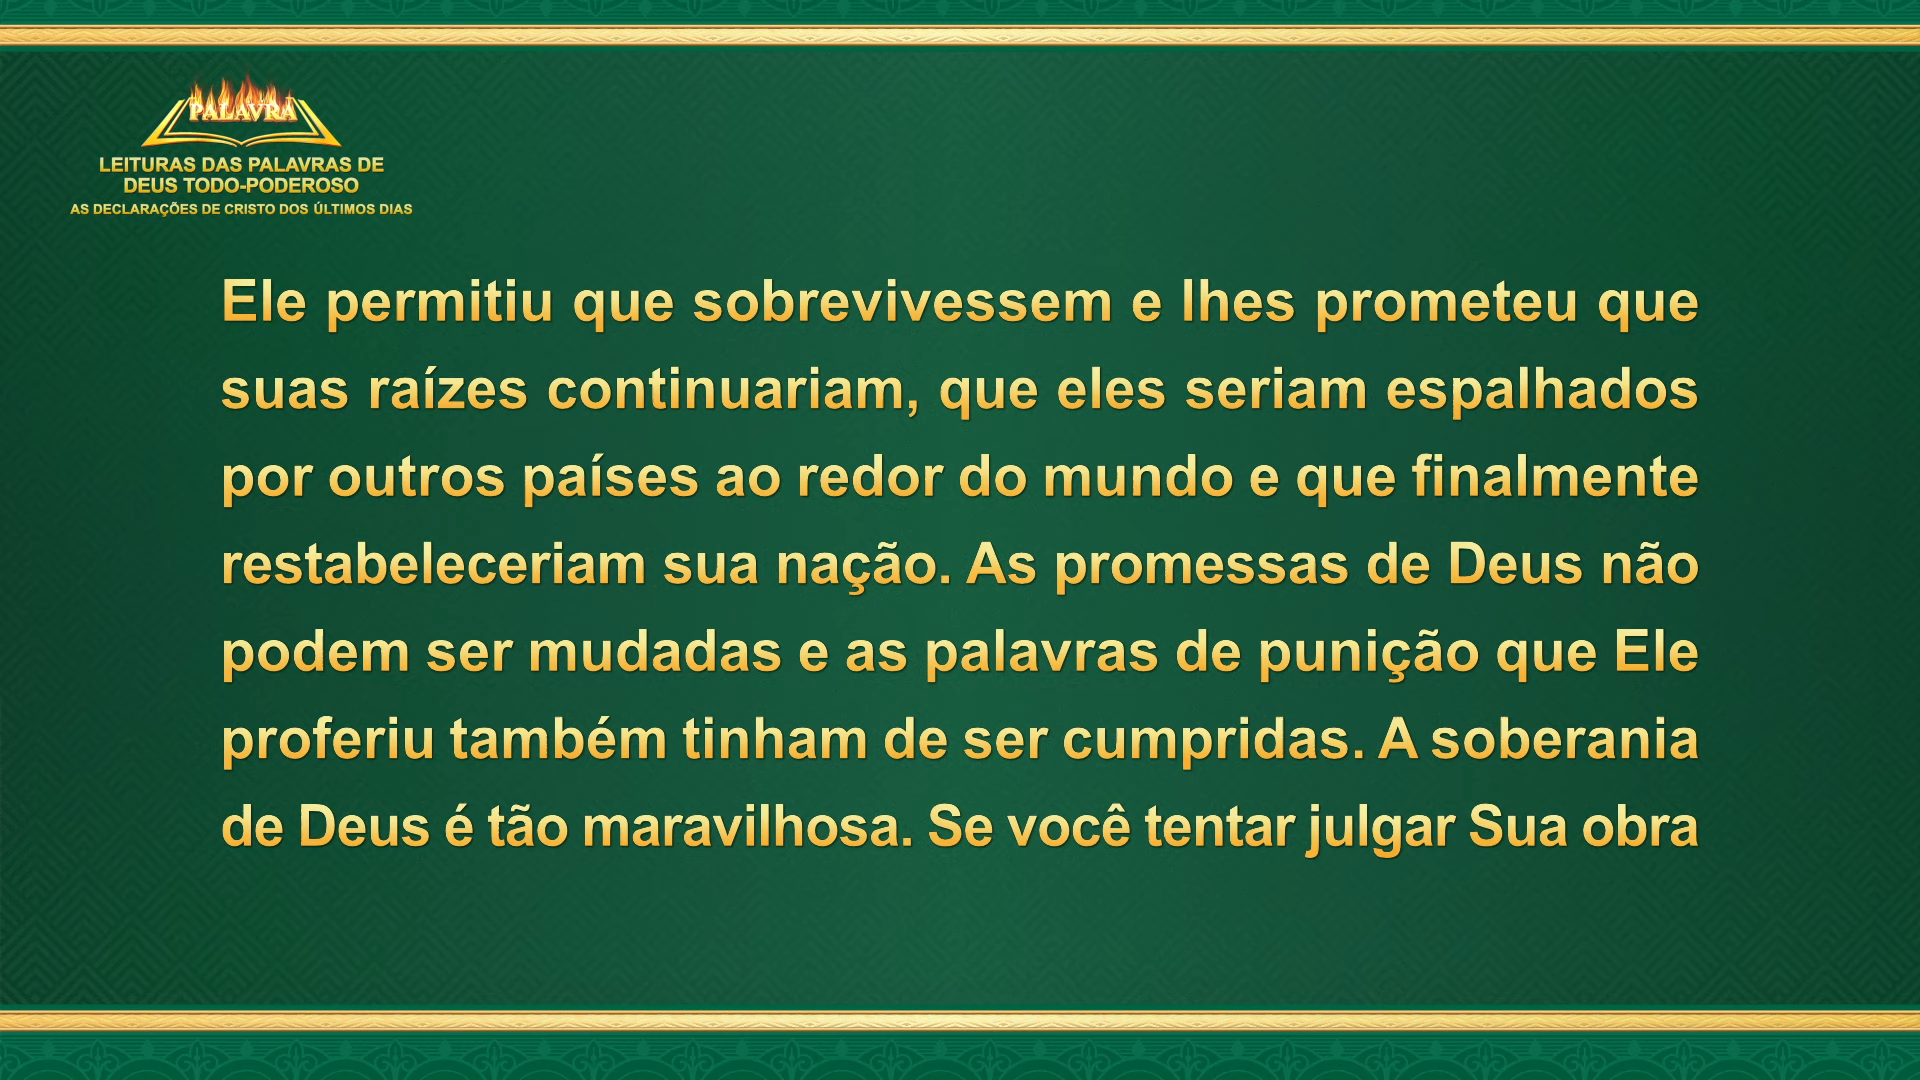 PALAVRA
LEITURAS DAS PALAVRAS DE
DEUS TODO-PODEROSO
AS DECLARAÇÕES DE CRISTO DOS ÚLTIMOS DIAS
Ele permitiu que sobrevivessem e lhes prometeu que
suas raízes continuariam, que eles seriam espalhados
por outros países ao redor do mundo e que finalmente
restabeleceriam sua nação. As promessas de Deus não
podem ser mudadas e as palavras de punição que Ele
proferiu também tinham de ser cumpridas. A soberania
de Deus é tão maravilhosa. Se você tentar julgar Sua obra